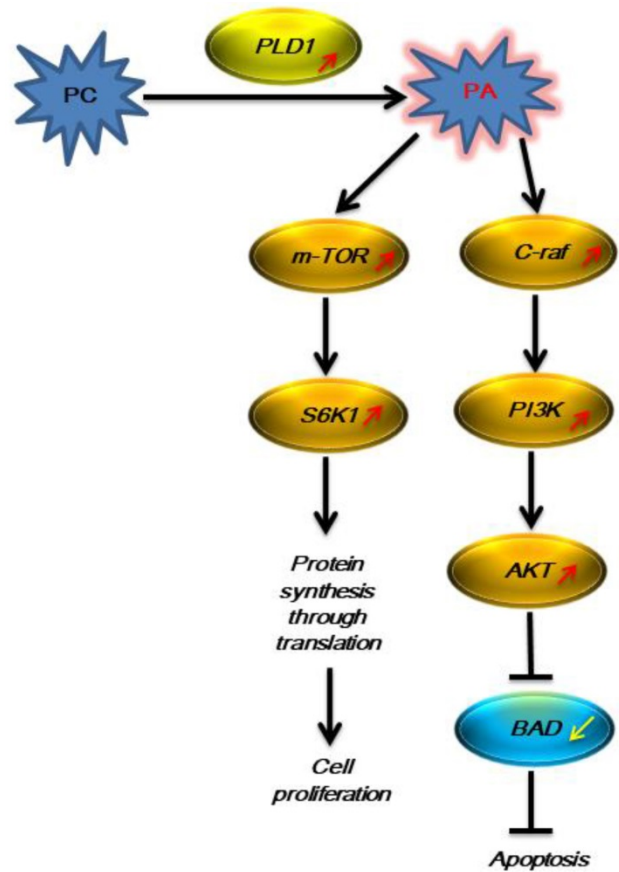 PLD1
PC
PA
m-TOR
C-raf
S6K1
PI3K
Protein
synthesis
through
translation
AKT
BAD
Cell
proliferation
Apoptosis